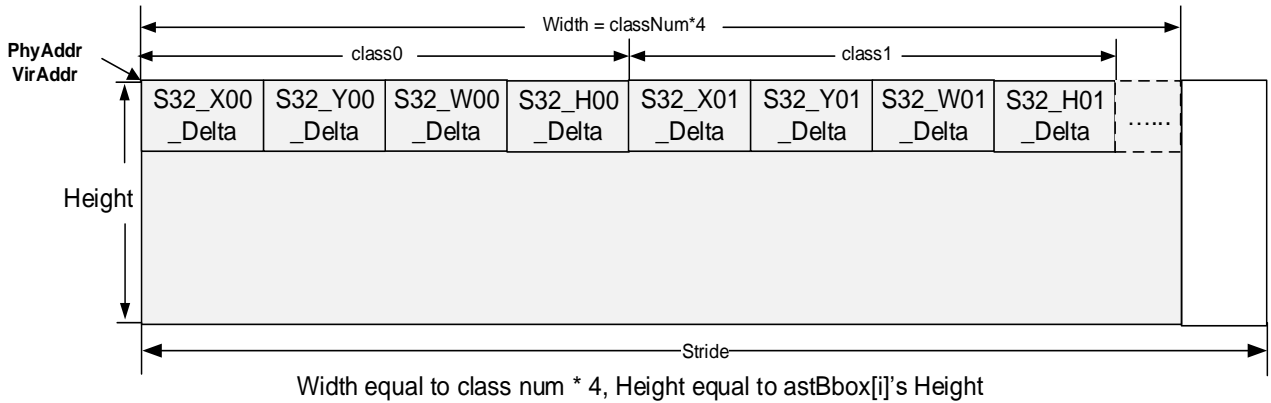 Width = classNum*4
PhyAddr
VirAddr
class0
class1
S32_X00
_Delta
S32_Y00
_Delta
S32_W00
_Delta
S32_H00
_Delta
S32_X01
_Delta
S32_Y01
_Delta
S32_W01
_Delta
S32_H01
_Delta
......
Height
Stride
Width equal to class num * 4, Height equal to astBbox[i]'s Height